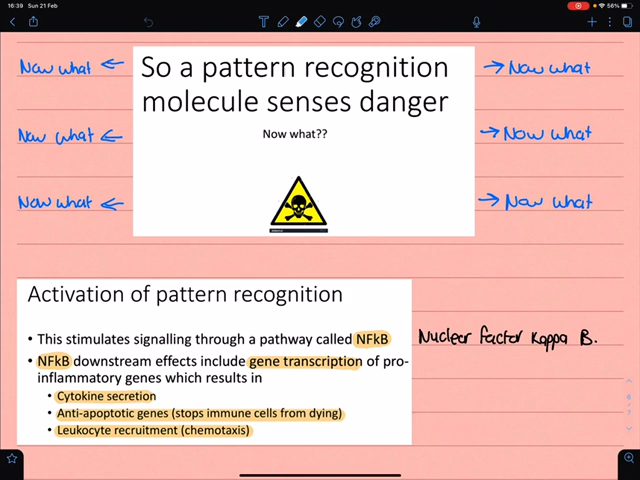 16:39 Sun 21 Feb
56%
So a pattern recognition
molecule senses danger
Now what??
Now what ←
Now what ←
Now what ←
→ Now what
→ Now what
→ Now what
Activation of pattern recognition
• This stimulates signalling through a pathway called NFkB
Nuclear factor Kappa B.
• NFkB downstream effects include gene transcription of pro-
inflammatory genes which results in
• Cytokine secretion
• Anti-apoptotic genes (stops immune cells from dying)
• Leukocyte recruitment (chemotaxis)